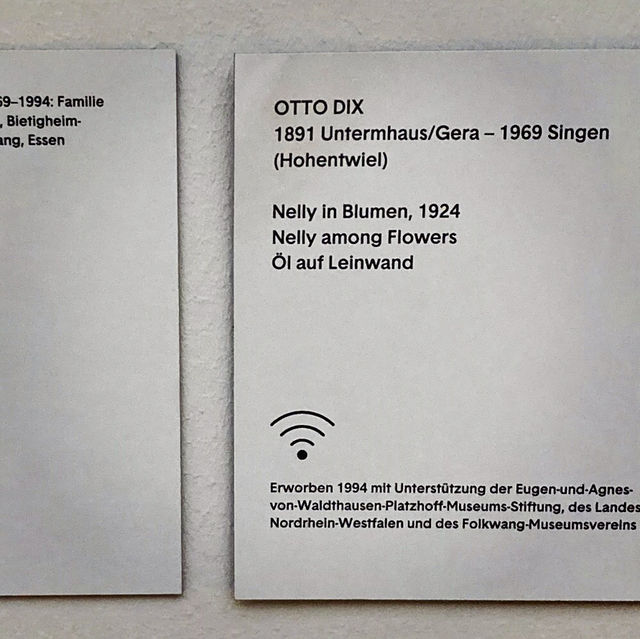 69–1994: Familie
, Bietigheim-
ang, Essen
OTTO DIX
1891 Untermhaus/Gera – 1969 Singen
(Hohentwiel)
Nelly in Blumen, 1924
Nelly among Flowers
Öl auf Leinwand
Erworben 1994 mit Unterstützung der Eugen-und-Agnes-
von-Waldthausen-Platzhoff-Museums-Stiftung, des Landes
Nordrhein-Westfalen und des Folkwang-Museumsvereins